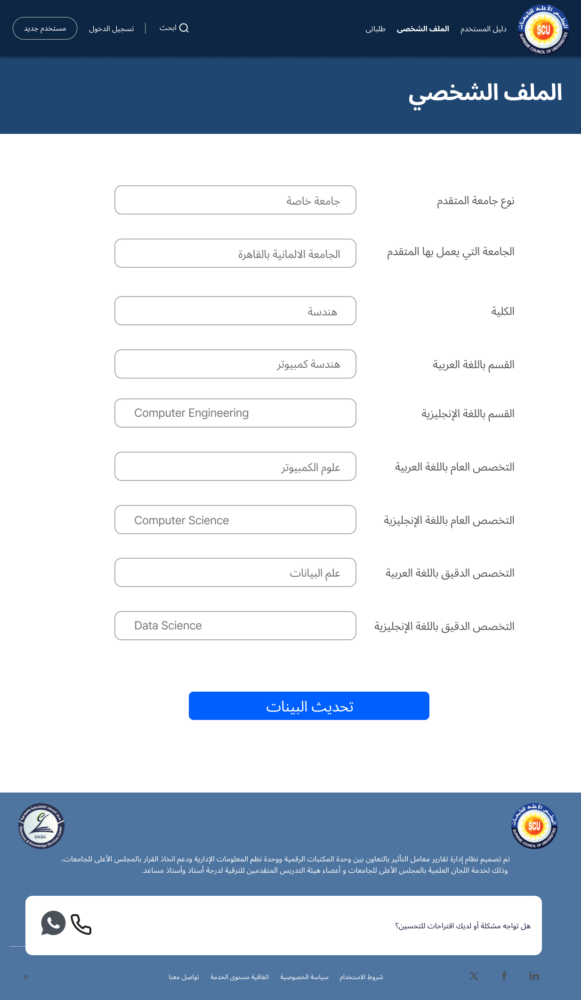 المجلس الأعلى للجامعات
SCU
SUPREME COUNCIL OF UNIVERSITIES
دليل المستخدم
الملف الشخصى
طلباتى
ابحث
تسجيل الدخول
مستخدم جديد
الملف الشخصي
نوع جامعة المتقدم
جامعة خاصة
الجامعة التي يعمل بها المتقدم
الجامعة الالمانية بالقاهرة
الكلية
هندسة
القسم باللغة العربية
هندسة كمبيوتر
القسم باللغة الإنجليزية
Computer Engineering
التخصص العام باللغة العربية
علوم الكمبيوتر
التخصص العام باللغة الإنجليزية
Computer Science
التخصص الدقيق باللغة العربية
علم البيانات
التخصص الدقيق باللغة الإنجليزية
Data Science
تحديث البينات
المجلس الأعلى للجامعات
SCU
SUPREME COUNCIL OF UNIVERSITIES
مركز الخدمات الإلكترونية والمعرفية
EKSC
Electronic & Knowledge Services Center
تم تصميم نظام إدارة تقارير معامل التأثير بالتعاون بين وحدة المكتبات الرقمية ووحدة نظم المعلومات الإدارية ودعم اتخاذ القرار بالمجلس الأعلى للجامعات،
وذلك لخدمة اللجان العلمية بالمجلس الأعلى للجامعات و أعضاء هيئة التدريس المتقدمين للترقية لدرجة أستاذ وأستاذ مساعد.
هل تواجه مشكلة أو لديك اقتراحات للتحسين؟
شروط الاستخدام
سياسة الخصوصية
اتفاقية مستوى الخدمة
تواصل معنا
©